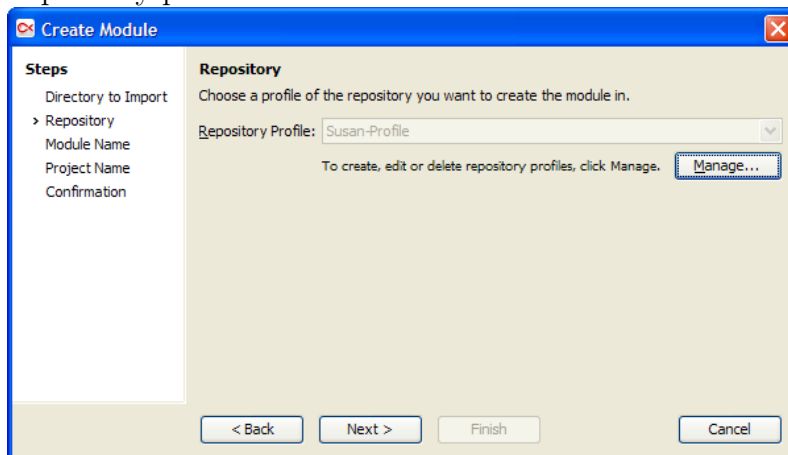 Create Module
Steps
Directory to Import
> Repository
Module Name
Project Name
Confirmation
Repository
Choose a profile of the repository you want to create the module in.
Repository Profile: Susan-Profile
To create, edit or delete repository profiles, click Manage. Manage...
< Back Next > Finish Cancel